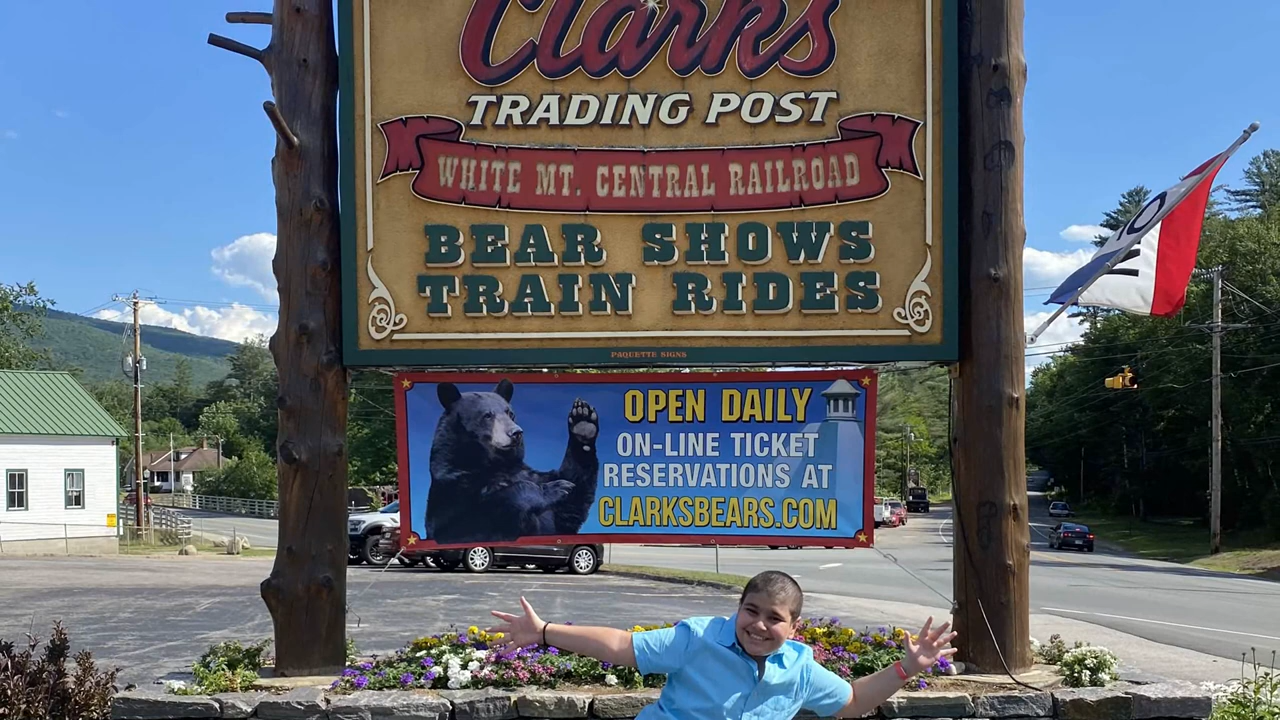 Clarks
TRADING POST
WHITE MT. CENTRAL RAILROAD
BEAR SHOWS
TRAIN RIDES
PAQUETTE SIGNS
OPEN DAILY
ON-LINE TICKET
RESERVATIONS AT
CLARKSBEARS.COM